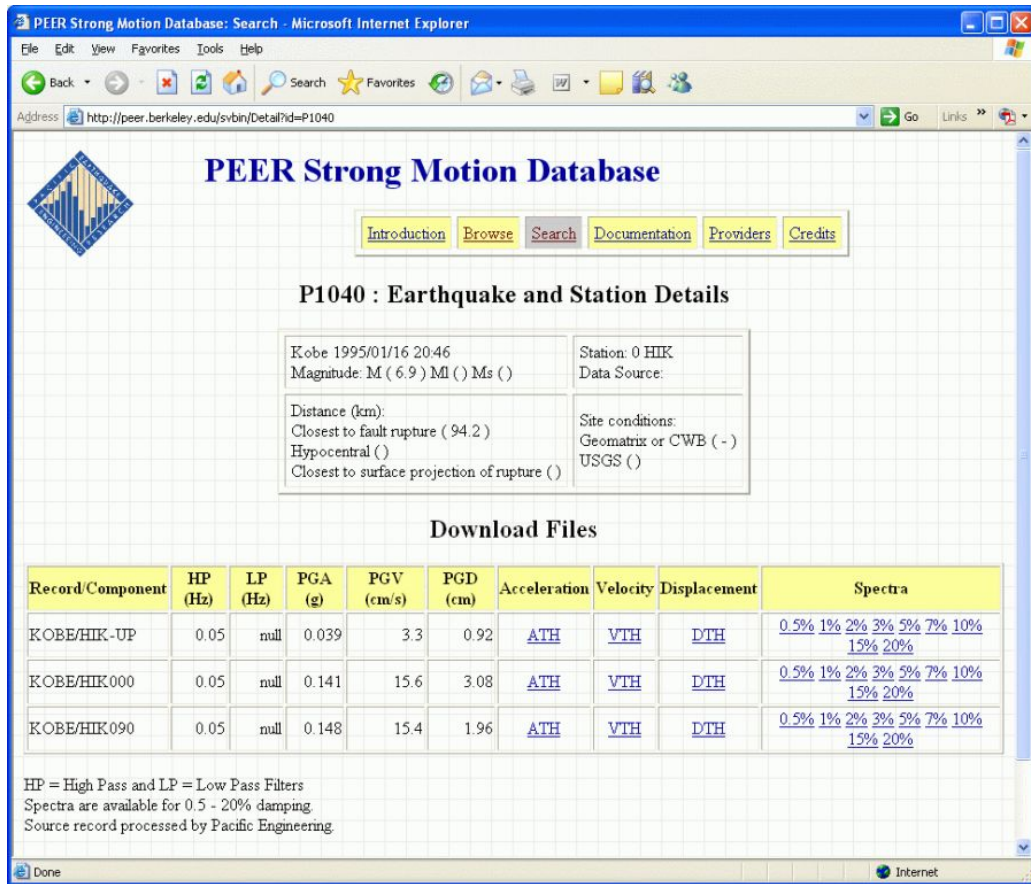 PEER Strong Motion Database: Search - Microsoft Internet Explorer
File Edit View Favorites Tools Help
Back Search Favorites
Address http://peer.berkeley.edu/svbin/Detail?id=P1040 Go Links »
PEER Strong Motion Database
Introduction Browse Search Documentation Providers Credits
P1040 : Earthquake and Station Details
Kobe 1995/01/16 20:46
Magnitude: M ( 6.9 ) Ml ( ) Ms ( )
Station: 0 HIK
Data Source:
Distance (km):
Closest to fault rupture ( 94.2 )
Hypocentral ( )
Closest to surface projection of rupture ( )
Site conditions:
Geomatrix or CWB ( - )
USGS ( )
Download Files
Record/Component HP (Hz) LP (Hz) PGA (g) PGV (cm/s) PGD (cm) Acceleration Velocity Displacement Spectra
KOBE/HIK-UP 0.05 null 0.039 3.3 0.92 ATH VTH DTH 0.5% 1% 2% 3% 5% 7% 10%
15% 20%
KOBE/HIK000 0.05 null 0.141 15.6 3.08 ATH VTH DTH 0.5% 1% 2% 3% 5% 7% 10%
15% 20%
KOBE/HIK090 0.05 null 0.148 15.4 1.96 ATH VTH DTH 0.5% 1% 2% 3% 5% 7% 10%
15% 20%
HP = High Pass and LP = Low Pass Filters
Spectra are available for 0.5 - 20% damping.
Source record processed by Pacific Engineering.
Done Internet